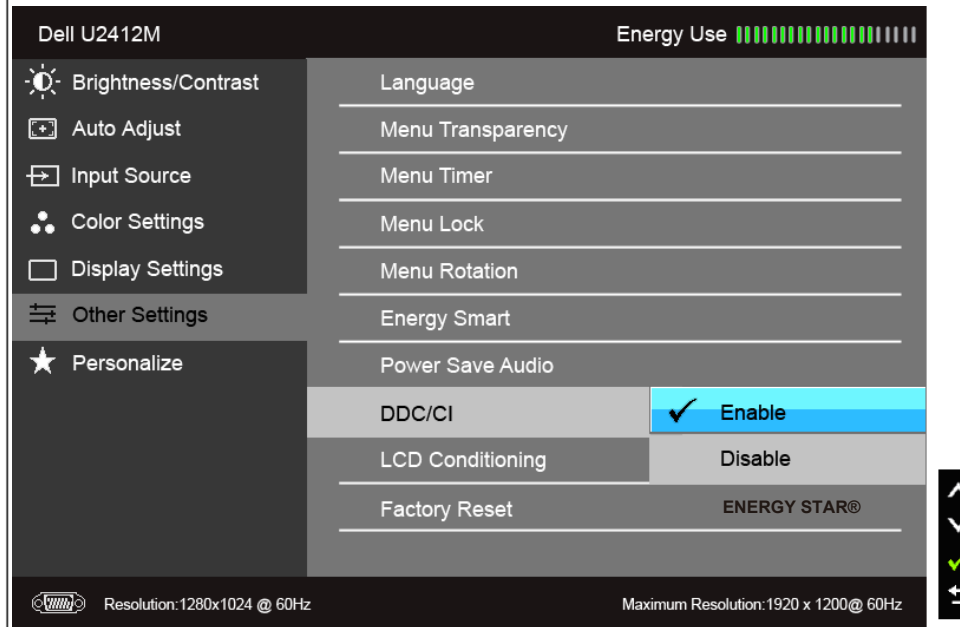 Dell U2412M
Energy Use
Brightness/Contrast
Auto Adjust
Input Source
Color Settings
Display Settings
Other Settings
Personalize
Language
Menu Transparency
Menu Timer
Menu Lock
Menu Rotation
Energy Smart
Power Save Audio
DDC/CI
Enable
Disable
LCD Conditioning
Factory Reset
ENERGY STAR®
Resolution:1280x1024 @ 60Hz
Maximum Resolution:1920 x 1200@ 60Hz